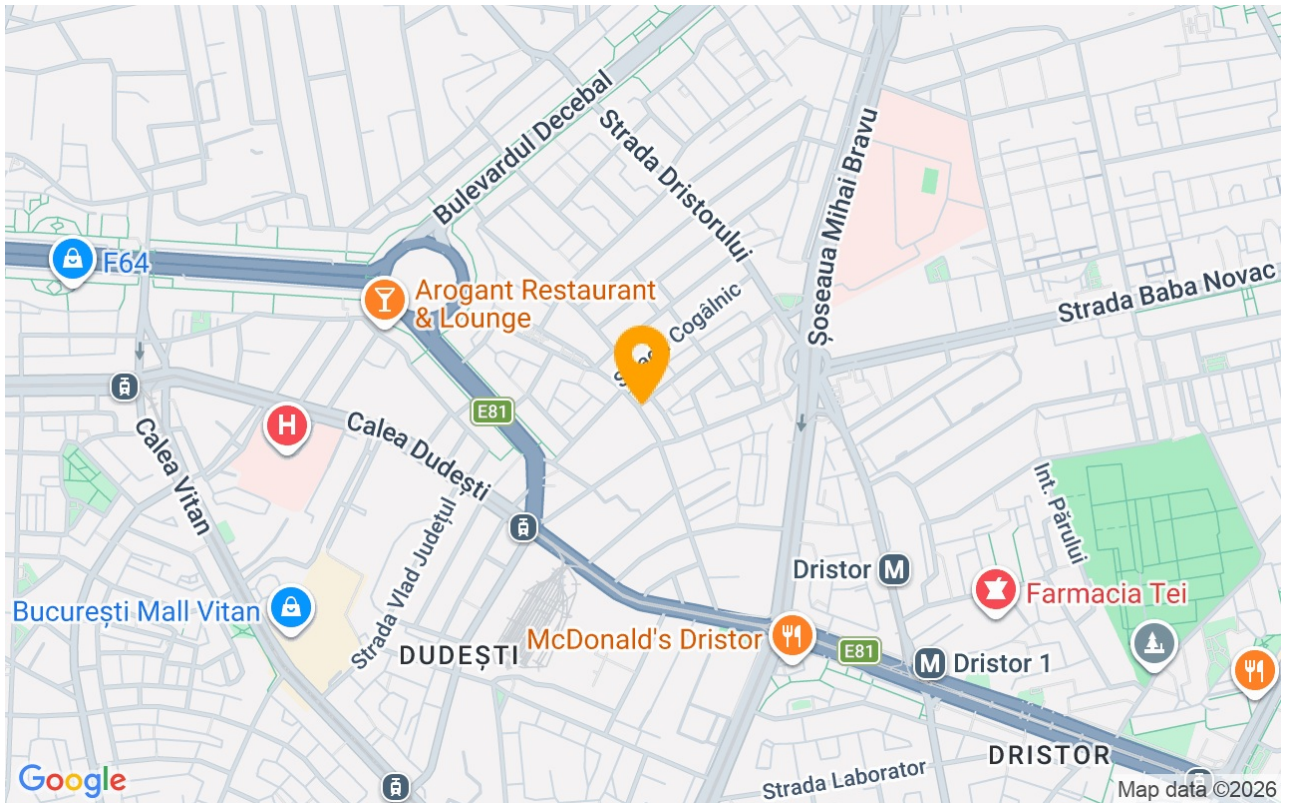 Bulevardul Decebal
Strada Dristorului
Șoseaua Mihai Bravu
F64
Arogant Restaurant
& Lounge
Cogâlnic
Strada Baba Novac
E81
H
Calea Dudești
Calea Vitan
Strada Vlad Județul
Int. Părului
Dristor M
București Mall Vitan
Farmacia Tei
McDonald's Dristor
E81
M Dristor 1
DUDEȘTI
DRISTOR
Strada Laborator
Google
Map data ©2026